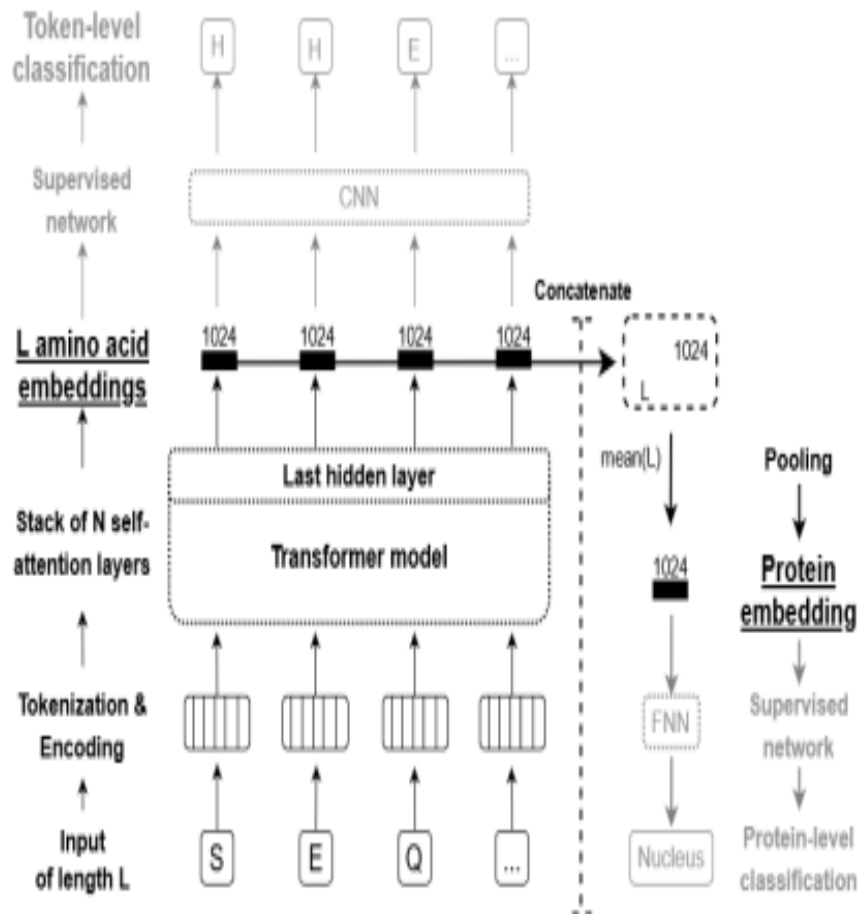 Token-level
classification
H H E ...
Supervised
network
CNN
Concatenate
L amino acid
embeddings
1024 1024 1024 1024
1024
L
Last hidden layer
mean(L)
Pooling
Stack of N self-
attention layers
Transformer model
1024
Protein
embedding
Tokenization &
Encoding
FNN
Supervised
network
Input
of length L
S E Q ...
Nucleus
Protein-level
classification